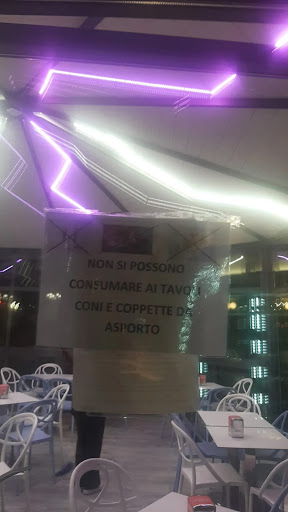 NON SI POSSONO
CONSUMARE AI TAVOLI
CONI E COPPETTE DA
ASPORTO